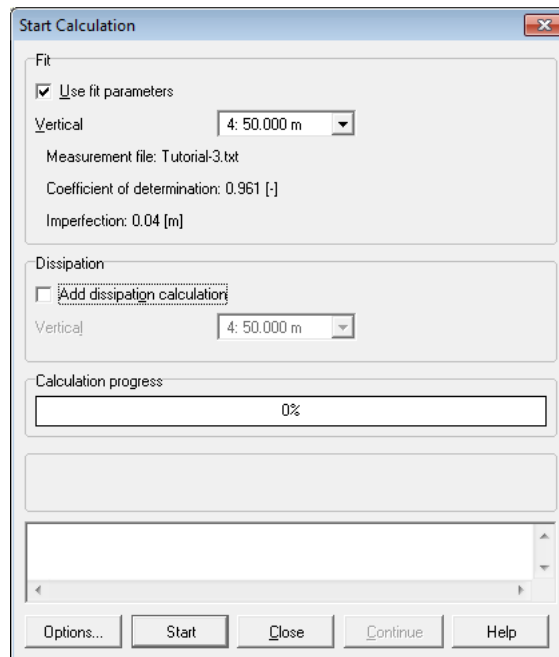 Start Calculation
Fit
Use fit parameters
Vertical 4: 50.000 m
Measurement file: Tutorial-3.txt
Coefficient of determination: 0.961 [-]
Imperfection: 0.04 [m]
Dissipation
Add dissipation calculation
Vertical 4: 50.000 m
Calculation progress
0%
Options... Start Close Continue Help